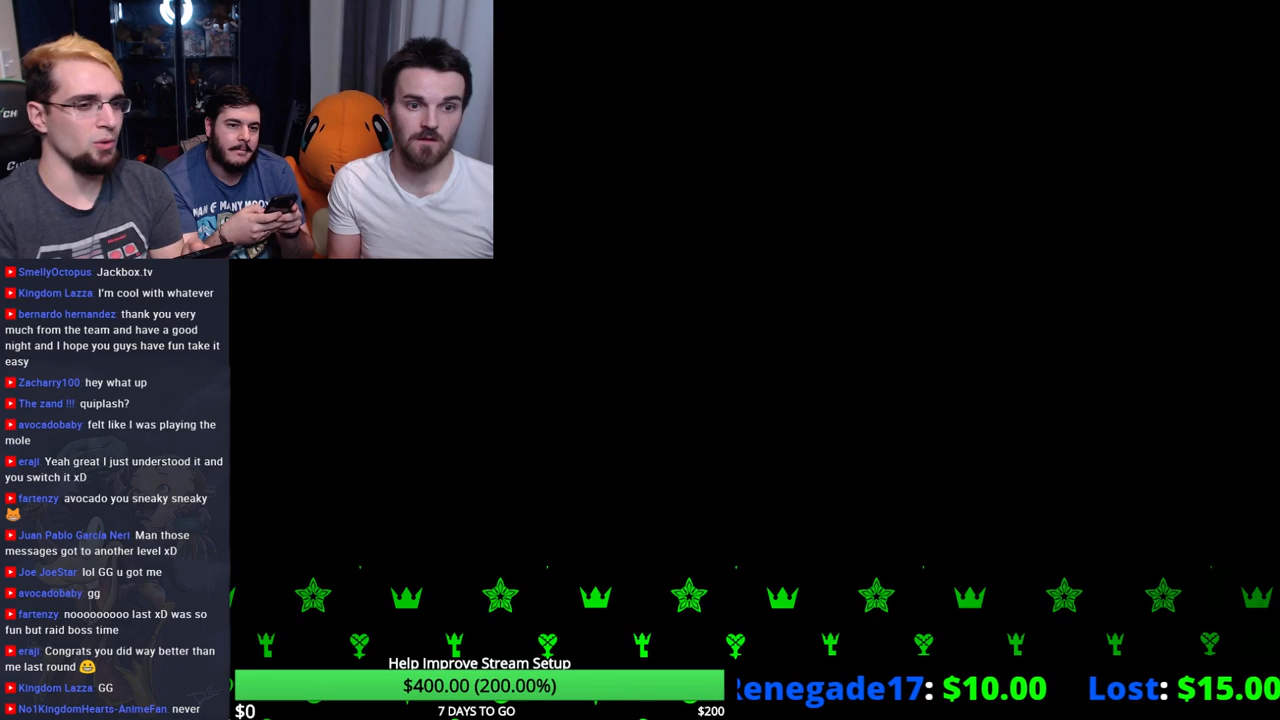 SmellyOctopus: Jackbox.tv
Kingdom Lazza: I'm cool with whatever
bernardo hernandez: thank you very
much from the team and have a good
night and I hope you guys have fun take it
easy
Zacharry100: hey what up
The zand !!!: quiplash?
avocadobaby: felt like I was playing the
mole
eraji: Yeah great I just understood it and
you switch it xD
fartenzy: avocado you sneaky sneaky
Juan Pablo García Neri: Man those
messages got to another level xD
Joe JoeStar: lol GG u got me
avocadobaby: gg
fartenzy: nooooooooo last xD was so
fun but raid boss time
eraji: Congrats you did way better than
me last round
Kingdom Lazza: GG
No1KingdomHearts-AnimeFan: never
Help Improve Stream Setup
$400.00 (200.00%)
$0 7 DAYS TO GO $200
enegade17: $10.00 Lost: $15.00
Nintendo